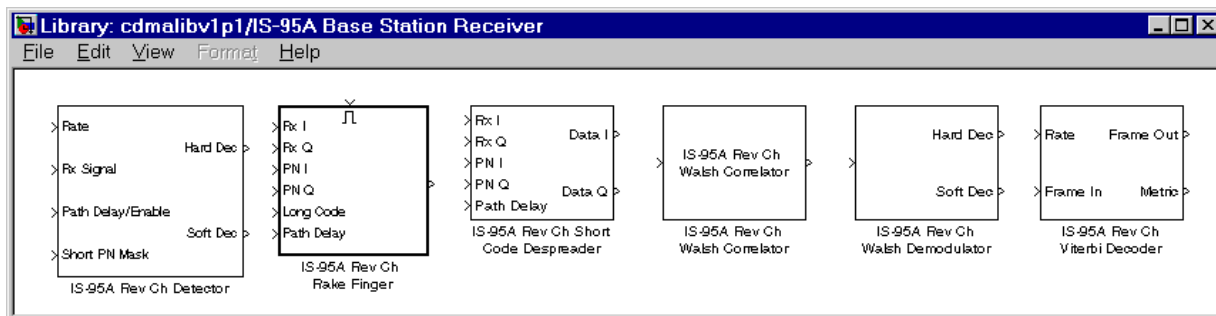 Library: cdmalibv1p1/IS-95A Base Station Receiver
File Edit View Format Help
Rate
Rx Signal
Path Delay/Enable
Short PN Mask
Hard Dec
Soft Dec
IS-95A Rev Ch Detector
Rx I
Rx Q
PN I
PN Q
Long Code
Path Delay
IS-95A Rev Ch
Rake Finger
Rx I
Rx Q
PN I
PN Q
Path Delay
Data I
Data Q
IS-95A Rev Ch Short
Code Despreader
IS-95A Rev Ch
Walsh Correlator
IS-95A Rev Ch
Walsh Correlator
Hard Dec
Soft Dec
IS-95A Rev Ch
Walsh Demodulator
Rate
Frame In
Frame Out
Metric
IS-95A Rev Ch
Viterbi Decoder